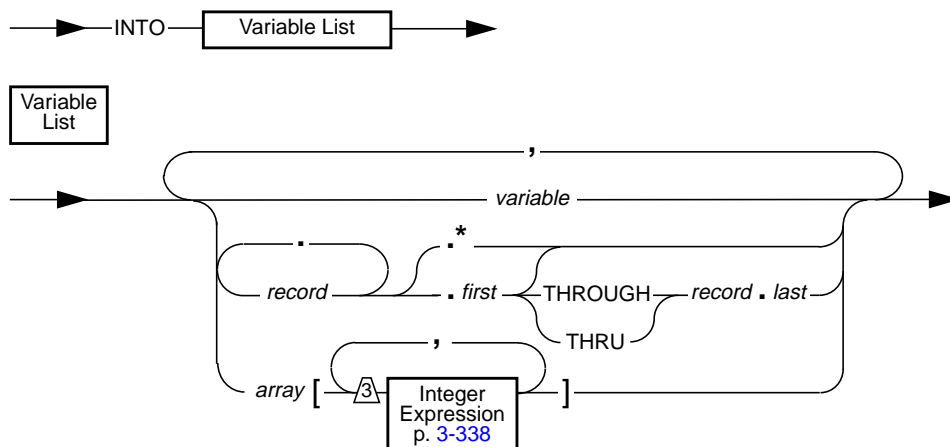 INTO Variable List
Variable
List
,
variable
. .*
record . first THROUGH record . last
THRU
,
array [ 3 Integer ]
Expression
p. 3-338